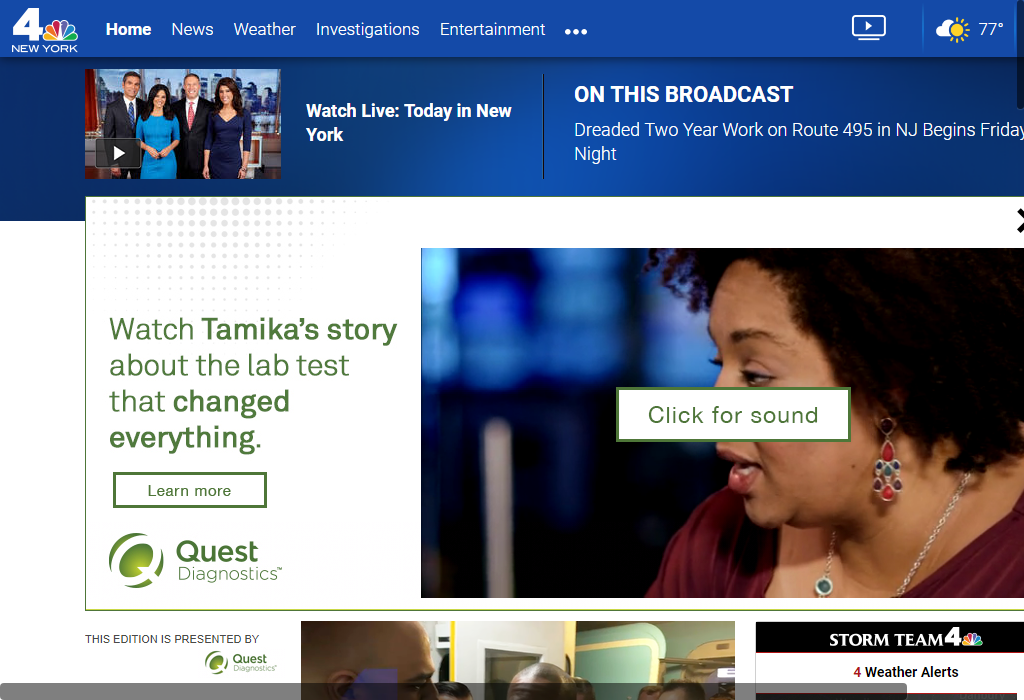 4
NEW YORK
Home News Weather Investigations Entertainment
77°
Watch Live: Today in New
York
ON THIS BROADCAST
Dreaded Two Year Work on Route 495 in NJ Begins Friday
Night
Watch Tamika's story
about the lab test
that changed
everything.
Click for sound
Learn more
Quest
Diagnostics™
THIS EDITION IS PRESENTED BY
Quest
Diagnostics™
STORM TEAM 4
4 Weather Alerts